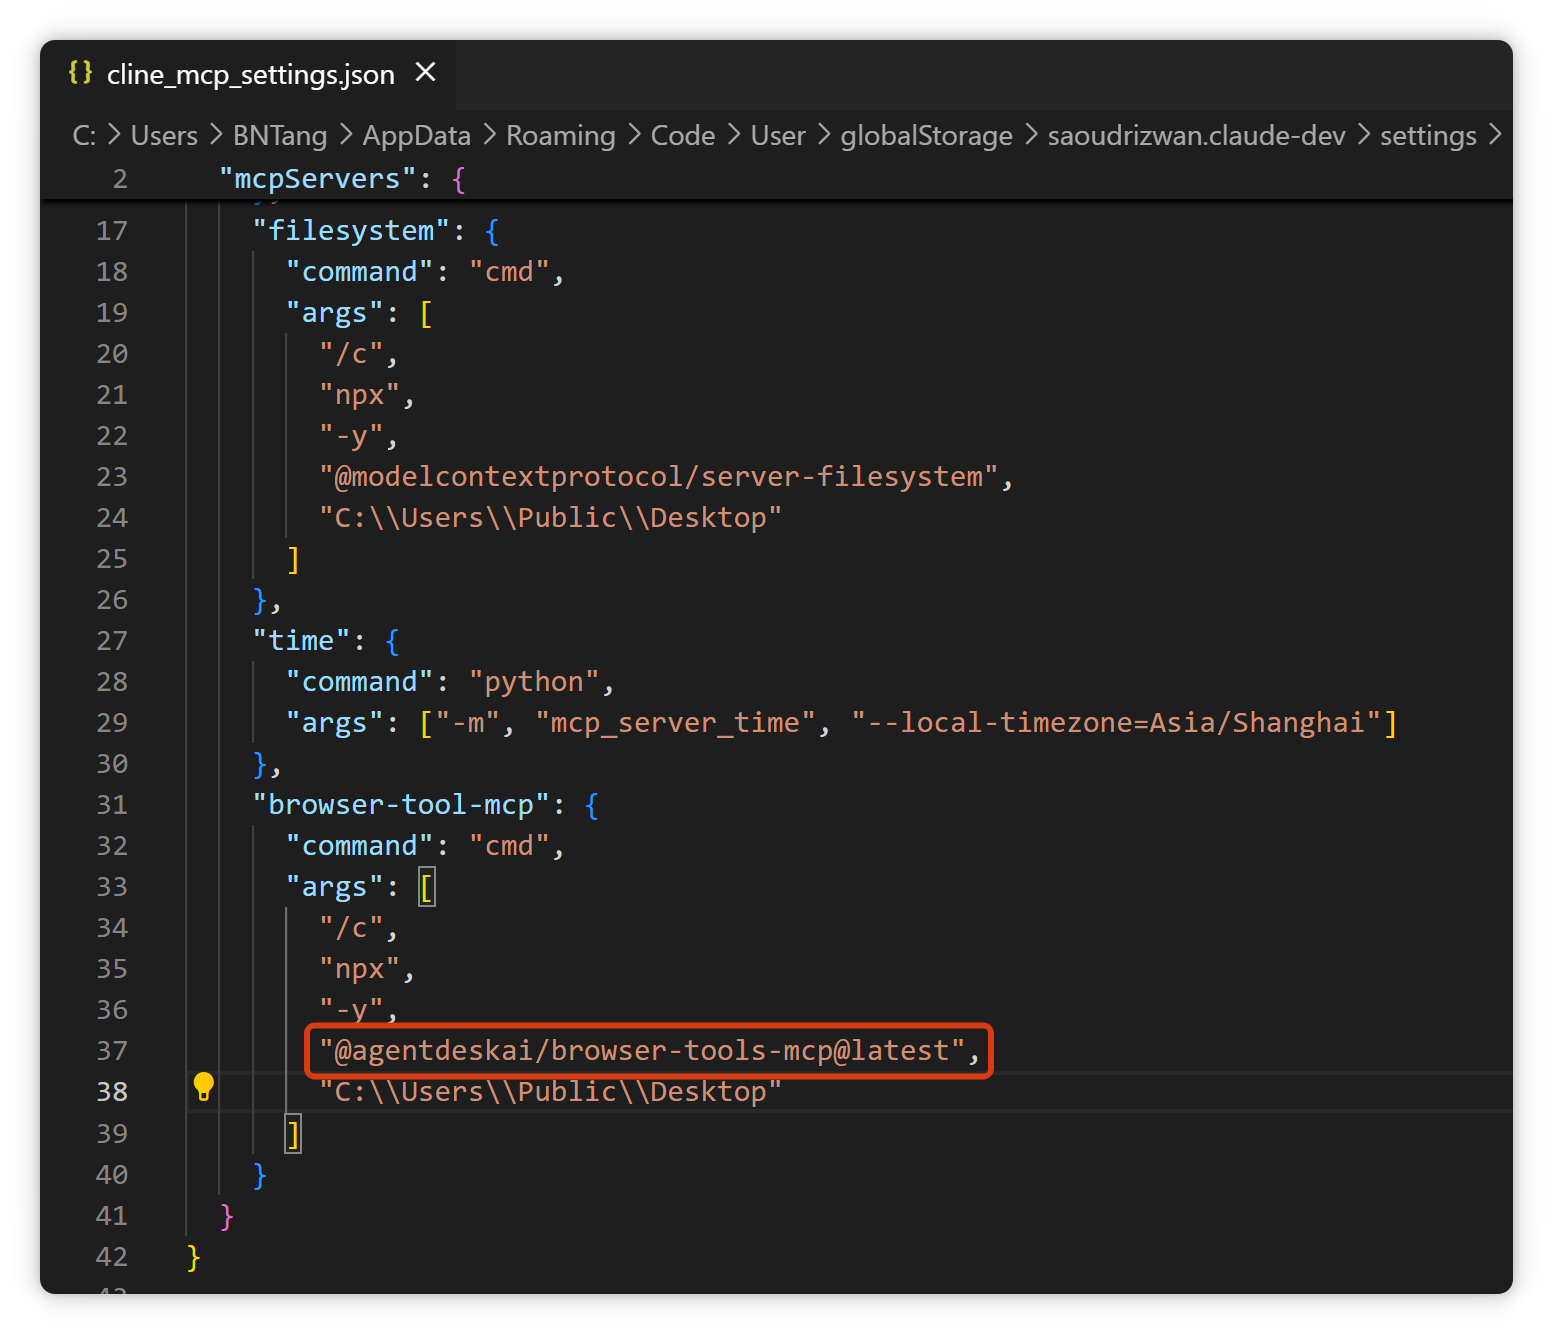 {} cline_mcp_settings.json ×
C: > Users > BNTang > AppData > Roaming > Code > User > globalStorage > saoudrizwan.claude-dev > settings >
2 "mcpServers": {
17 "filesystem": {
18 "command": "cmd",
19 "args": [
20 "/c",
21 "npx",
22 "-y",
23 "@modelcontextprotocol/server-filesystem",
24 "C:\\Users\\Public\\Desktop"
25 ]
26 },
27 "time": {
28 "command": "python",
29 "args": ["-m", "mcp_server_time", "--local-timezone=Asia/Shanghai"]
30 },
31 "browser-tool-mcp": {
32 "command": "cmd",
33 "args": [
34 "/c",
35 "npx",
36 "-y",
37 "@agentdeskai/browser-tools-mcp@latest",
38 "C:\\Users\\Public\\Desktop"
39 ]
40 }
41 }
42 }